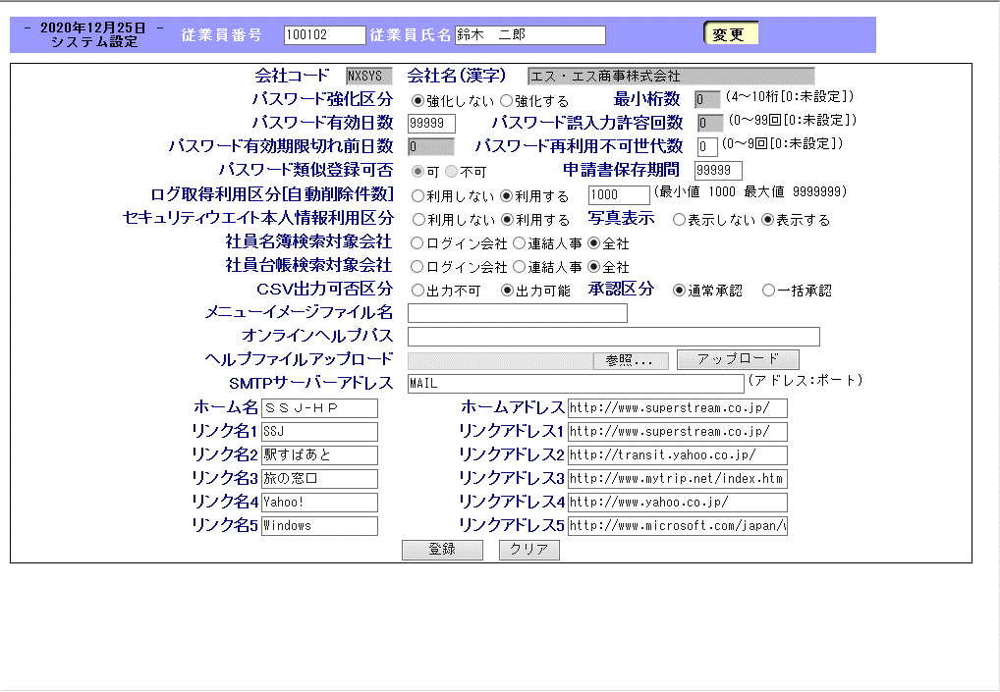 - 2020年12月25日 -
システム設定
従業員番号 100102 従業員氏名 鈴木　二郎 変更
会社コード NXSYS 会社名(漢字) エス・エス商事株式会社
パスワード強化区分 強化しない 強化する 最小桁数 0 (4～10桁[0:未設定])
パスワード有効日数 99999 パスワード誤入力許容回数 0 (0～99回[0:未設定])
パスワード有効期限切れ前日数 0 パスワード再利用不可世代数 0 (0～9回[0:未設定])
パスワード類似登録可否 可 不可 申請書保存期間 99999
ログ取得利用区分[自動削除件数] 利用しない 利用する 1000 (最小値 1000 最大値 9999999)
セキュリティウエイト本人情報利用区分 利用しない 利用する 写真表示 表示しない 表示する
社員名簿検索対象会社 ログイン会社 連結人事 全社
社員台帳検索対象会社 ログイン会社 連結人事 全社
CSV出力可否区分 出力不可 出力可能 承認区分 通常承認 一括承認
メニューイメージファイル名
オンラインヘルプパス
ヘルプファイルアップロード 参照... アップロード
SMTPサーバーアドレス MAIL (アドレス:ポート)
ホーム名 ＳＳＪ-ＨＰ ホームアドレス http://www.superstream.co.jp/
リンク名1 SSJ リンクアドレス1 http://www.superstream.co.jp/
リンク名2 駅すぱあと リンクアドレス2 http://transit.yahoo.co.jp/
リンク名3 旅の窓口 リンクアドレス3 http://www.mytrip.net/index.htm
リンク名4 Yahoo! リンクアドレス4 http://www.yahoo.co.jp/
リンク名5 Windows リンクアドレス5 http://www.microsoft.com/japan/
登録 クリア